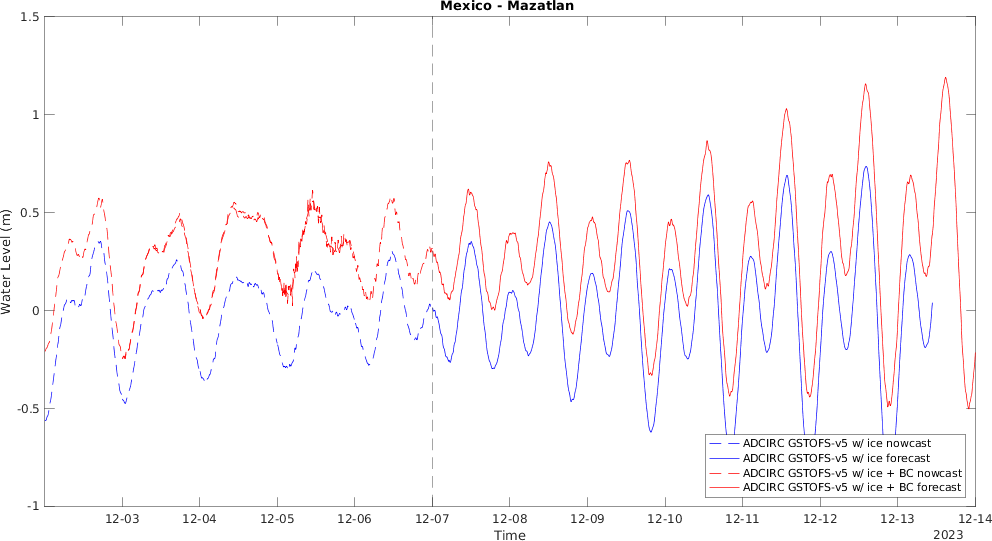 Mexico - Mazatlan
1.5
1
0.5
0
-0.5
-1
Water Level (m)
ADCIRC GSTOFS-v5 w/ ice nowcast
ADCIRC GSTOFS-v5 w/ ice forecast
ADCIRC GSTOFS-v5 w/ ice + BC nowcast
ADCIRC GSTOFS-v5 w/ ice + BC forecast
12-03 12-04 12-05 12-06 12-07 12-08 12-09 12-10 12-11 12-12 12-13 12-14
Time
2023